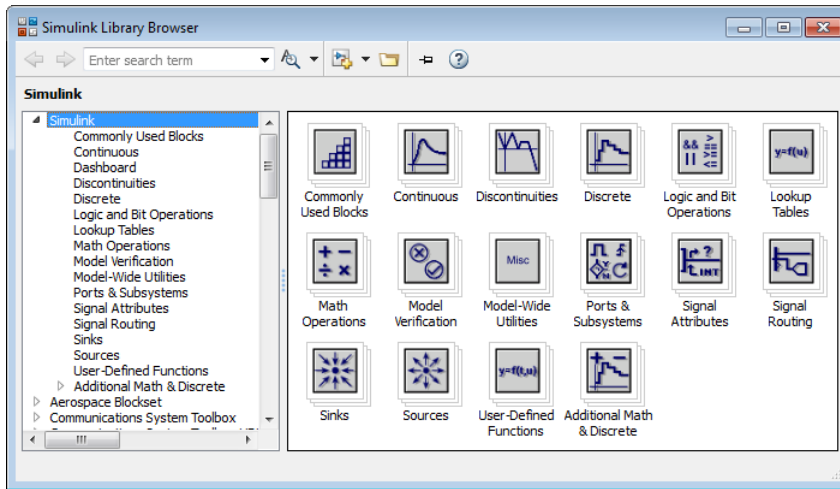 Simulink Library Browser
Enter search term
Simulink
Simulink
Commonly Used Blocks
Continuous
Dashboard
Discontinuities
Discrete
Logic and Bit Operations
Lookup Tables
Math Operations
Model Verification
Model-Wide Utilities
Ports & Subsystems
Signal Attributes
Signal Routing
Sinks
Sources
User-Defined Functions
Additional Math & Discrete
Aerospace Blockset
Communications System Toolbox
&& >
|| ==
>=
<=
y=f(u)
Commonly
Used Blocks
Continuous
Discontinuities
Discrete
Logic and Bit
Operations
Lookup
Tables
+ −
÷ ×
Misc
? INT
Math
Operations
Model
Verification
Model-Wide
Utilities
Ports &
Subsystems
Signal
Attributes
Signal
Routing
y=f(t,u)
Sinks
Sources
User-Defined
Functions
Additional Math
& Discrete